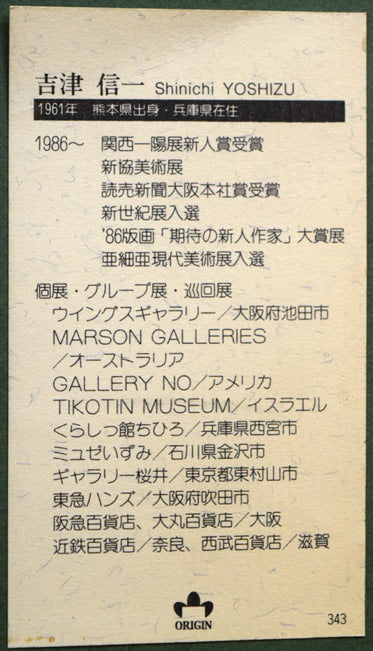 吉津 信一 Shinichi YOSHIZU
1961年 熊本県出身・兵庫県在住
1986～ 関西一陽展新人賞受賞
新協美術展
読売新聞大阪本社賞受賞
新世紀展入選
'86版画「期待の新人作家」大賞展
亜細亜現代美術展入選
個展・グループ展・巡回展
ウイングスギャラリー／大阪府池田市
MARSON GALLERIES
／オーストラリア
GALLERY NO／アメリカ
TIKOTIN MUSEUM／イスラエル
くらしっ館ちひろ／兵庫県西宮市
ミュゼいずみ／石川県金沢市
ギャラリー桜井／東京都東村山市
東急ハンズ／大阪府吹田市
阪急百貨店、大丸百貨店／大阪
近鉄百貨店／奈良、西武百貨店／滋賀
ORIGIN
343